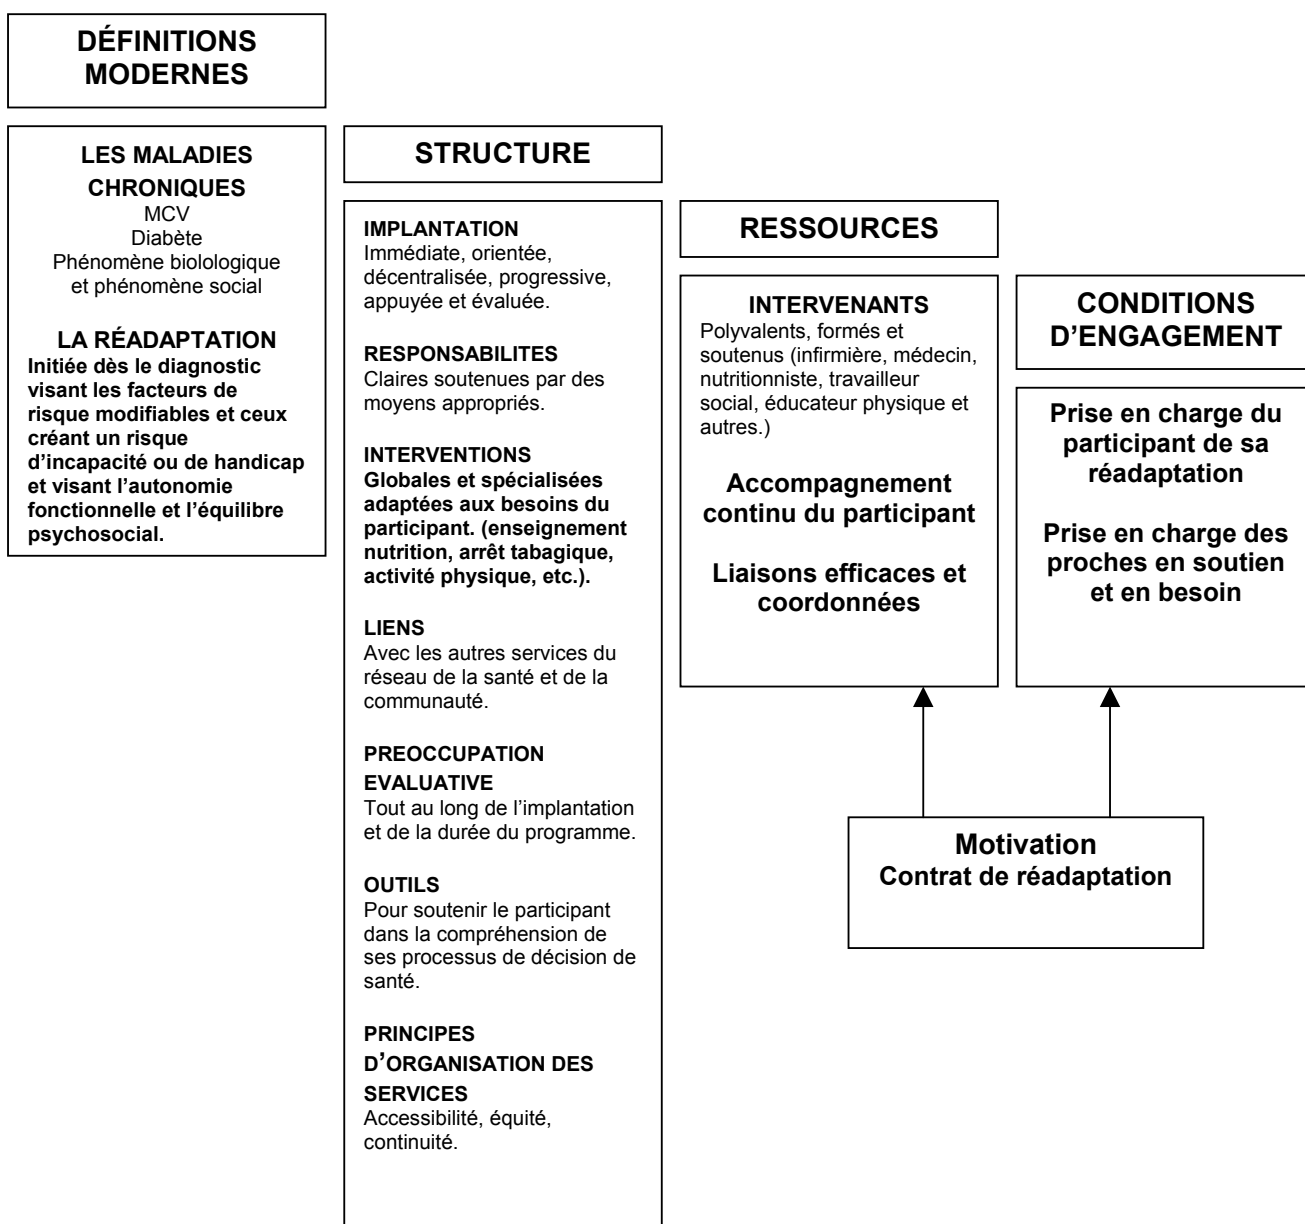 DÉFINITIONS
MODERNES
LES MALADIES
CHRONIQUES
MCV
Diabète
Phénomène biolologique
et phénomène social
LA RÉADAPTATION
Initiée dès le diagnostic
visant les facteurs de
risque modifiables et ceux
créant un risque
d’incapacité ou de handicap
et visant l’autonomie
fonctionnelle et l’équilibre
psychosocial.
STRUCTURE
IMPLANTATION
Immédiate, orientée,
décentralisée, progressive,
appuyée et évaluée.
RESPONSABILITES
Claires soutenues par des
moyens appropriés.
INTERVENTIONS
Globales et spécialisées
adaptées aux besoins du
participant. (enseignement
nutrition, arrêt tabagique,
activité physique, etc.).
LIENS
Avec les autres services du
réseau de la santé et de la
communauté.
PREOCCUPATION
EVALUATIVE
Tout au long de l’implantation
et de la durée du programme.
OUTILS
Pour soutenir le participant
dans la compréhension de
ses processus de décision de
santé.
PRINCIPES
D’ORGANISATION DES
SERVICES
Accessibilité, équité,
continuité.
RESSOURCES
INTERVENANTS
Polyvalents, formés et
soutenus (infirmière, médecin,
nutritionniste, travailleur
social, éducateur physique et
autres.)
Accompagnement
continu du participant
Liaisons efficaces et
coordonnées
CONDITIONS
D’ENGAGEMENT
Prise en charge du
participant de sa
réadaptation
Prise en charge des
proches en soutien
et en besoin
Motivation
Contrat de réadaptation